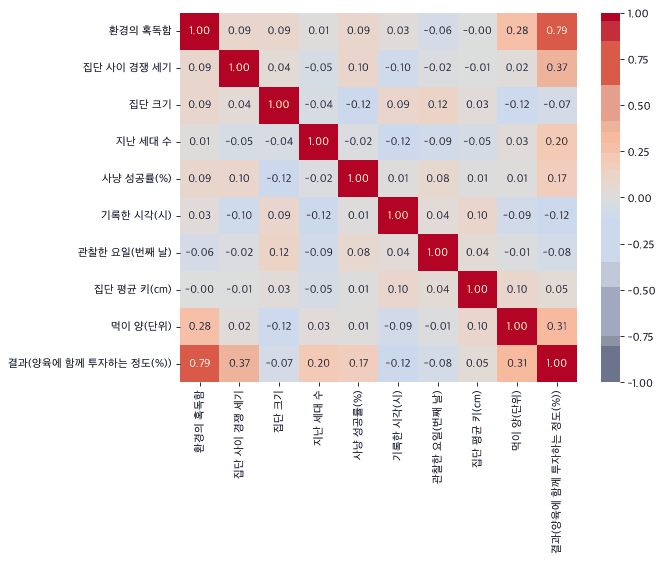 환경의 혹독함 1.00 0.09 0.09 0.01 0.09 0.03 -0.06 -0.00 0.28 0.79
집단 사이 경쟁 세기 0.09 1.00 0.04 -0.05 0.10 -0.10 -0.02 -0.01 0.02 0.37
집단 크기 0.09 0.04 1.00 -0.04 -0.12 0.09 0.12 0.03 -0.12 -0.07
지난 세대 수 0.01 -0.05 -0.04 1.00 -0.02 -0.12 -0.09 -0.05 0.03 0.20
사냥 성공률(%) 0.09 0.10 -0.12 -0.02 1.00 0.01 0.08 0.01 0.01 0.17
기록한 시각(시) 0.03 -0.10 0.09 -0.12 0.01 1.00 0.04 0.10 -0.09 -0.12
관찰한 요일(번째 날) -0.06 -0.02 0.12 -0.09 0.08 0.04 1.00 0.04 -0.01 -0.08
집단 평균 키(cm) -0.00 -0.01 0.03 -0.05 0.01 0.10 0.04 1.00 0.10 0.05
먹이 양(단위) 0.28 0.02 -0.12 0.03 0.01 -0.09 -0.01 0.10 1.00 0.31
결과(양육에 함께 투자하는 정도(%)) 0.79 0.37 -0.07 0.20 0.17 -0.12 -0.08 0.05 0.31 1.00
환경의 혹독함
집단 사이 경쟁 세기
집단 크기
지난 세대 수
사냥 성공률(%)
기록한 시각(시)
관찰한 요일(번째 날)
집단 평균 키(cm)
먹이 양(단위)
결과(양육에 함께 투자하는 정도(%))
1.00
0.75
0.50
0.25
0.00
-0.25
-0.50
-0.75
-1.00